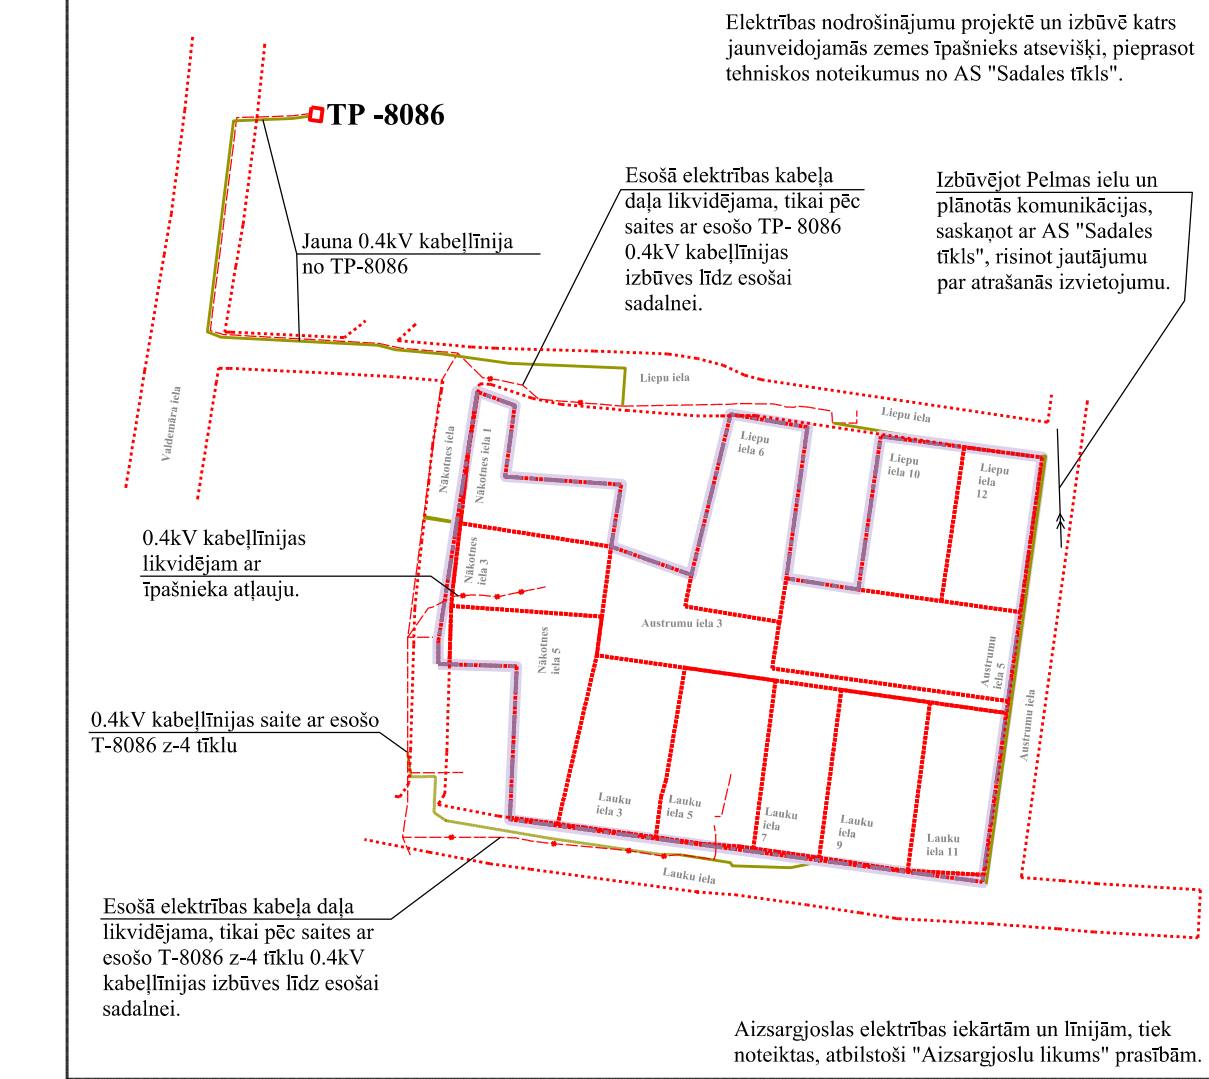 Elektrības nodrošinājumu projektē un izbūvē katrs
jaunveidojamās zemes īpašnieks atsevišķi, pieprasot
tehniskos noteikumus no AS "Sadales tīkls".
TP -8086
Esošā elektrības kabeļa
daļa likvidējama, tikai pēc
saites ar esošo TP- 8086
0.4kV kabeļlīnijas
izbūves līdz esošai
sadalnei.
Izbūvējot Pelmas ielu un
plānotās komunikācijas,
saskaņot ar AS "Sadales
tīkls", risinot jautājumu
par atrašanās izvietojumu.
Jauna 0.4kV kabeļlīnija
no TP-8086
Valdemāra iela
Liepu iela
Liepu iela
Nākotnes iela
Nākotnes iela 1
Liepu
iela 6
Liepu
iela 10
Liepu
iela
12
0.4kV kabeļlīnijas
likvidējam ar
īpašnieka atļauju.
Nākotnes
iela 3
Austrumu iela 3
Nākotnes
iela 5
Austrumu
iela 5
Austrumu iela
0.4kV kabeļlīnijas saite ar esošo
T-8086 z-4 tīklu
Lauku
iela 3
Lauku
iela 5
Lauku
iela
7
Lauku
iela
9
Lauku
iela 11
Lauku iela
Esošā elektrības kabeļa daļa
likvidējama, tikai pēc saites ar
esošo T-8086 z-4 tīklu 0.4kV
kabeļlīnijas izbūves līdz esošai
sadalnei.
Aizsargjoslas elektrības iekārtām un līnijām, tiek
noteiktas, atbilstoši "Aizsargjoslu likums" prasībām.